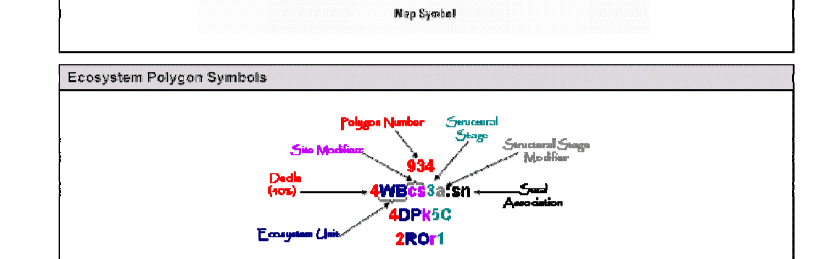 Map Symbol
Ecosystem Polygon Symbols
Polygon Number
Structural
Stage
Site Modifiers
Structural Stage
Modifier
934
Decile
(40%)
4WBcs3a:sn
Seral
Association
4DPk5C
Ecosystem Unit
2ROr1